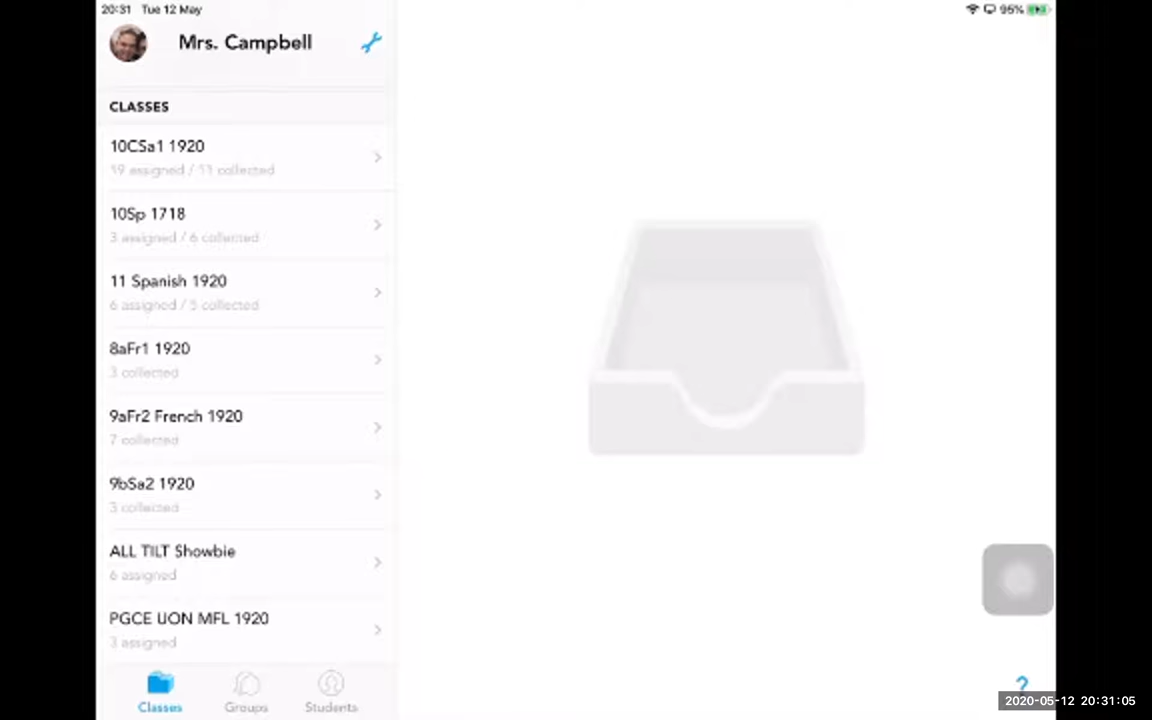 20:31 Tue 12 May
95%
Mrs. Campbell
CLASSES
10CSa1 1920
19 assigned / 11 collected
10Sp 1718
3 assigned / 6 collected
11 Spanish 1920
6 assigned / 5 collected
8aFr1 1920
3 collected
9aFr2 French 1920
7 collected
9bSa2 1920
3 collected
ALL TILT Showbie
6 assigned
PGCE UON MFL 1920
3 assigned
Classes Groups Students
?
2020-05-12 20:31:05